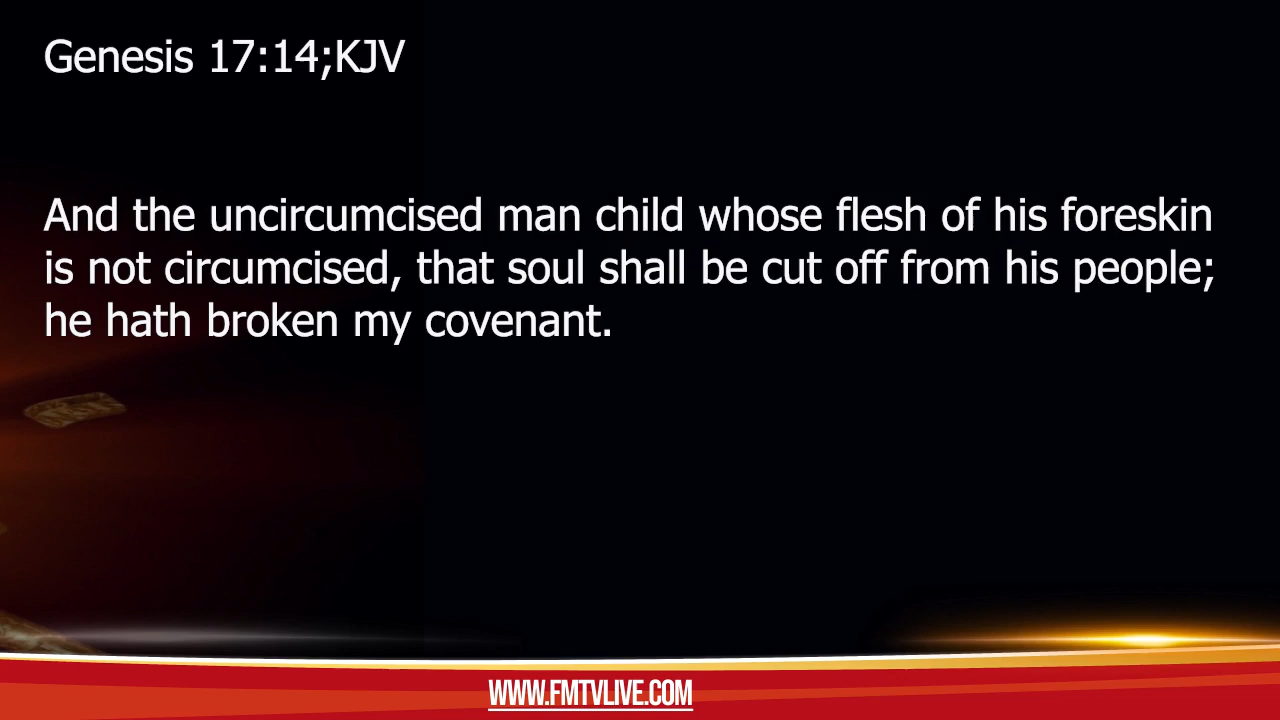 Genesis 17:14;KJV
And the uncircumcised man child whose flesh of his foreskin
is not circumcised, that soul shall be cut off from his people;
he hath broken my covenant.
WWW.FMTVLIVE.COM